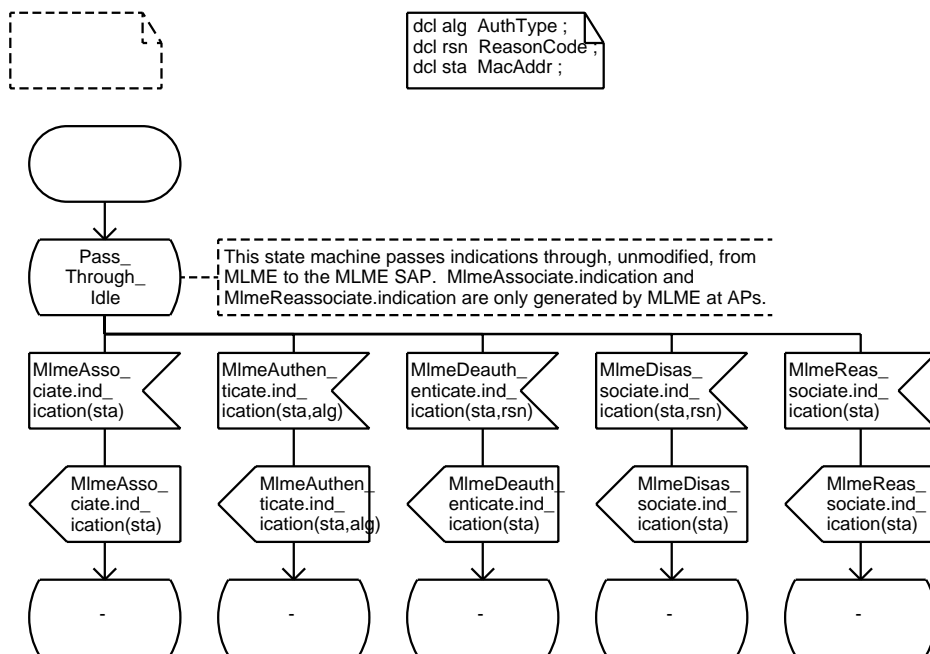 dcl alg  AuthType ;
dcl rsn  ReasonCode ;
dcl sta  MacAddr ;
Pass_
Through_
Idle
This state machine passes indications through, unmodified, from
MLME to the MLME SAP.  MlmeAssociate.indication and
MlmeReassociate.indication are only generated by MLME at APs.
MlmeAsso_
ciate.ind_
ication(sta)
MlmeAuthen_
ticate.ind_
ication(sta,alg)
MlmeDeauth_
enticate.ind_
ication(sta,rsn)
MlmeDisas_
sociate.ind_
ication(sta,rsn)
MlmeReas_
sociate.ind_
ication(sta)
MlmeAsso_
ciate.ind_
ication(sta)
MlmeAuthen_
ticate.ind_
ication(sta,alg)
MlmeDeauth_
enticate.ind_
ication(sta)
MlmeDisas_
sociate.ind_
ication(sta)
MlmeReas_
sociate.ind_
ication(sta)
-
-
-
-
-